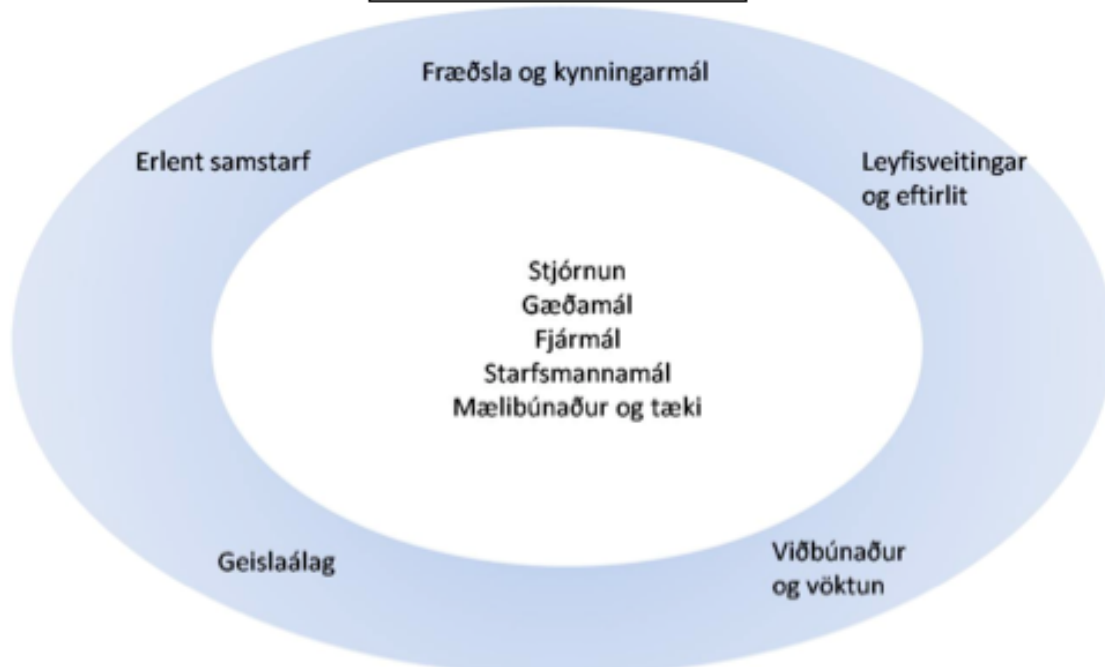 Fræðsla og kynningarmál
Erlent samstarf
Leyfisveitingar
og eftirlit
Stjórnun
Gæðamál
Fjármál
Starfsmannamál
Mælibúnaður og tæki
Geislaálag
Viðbúnaður
og vöktun